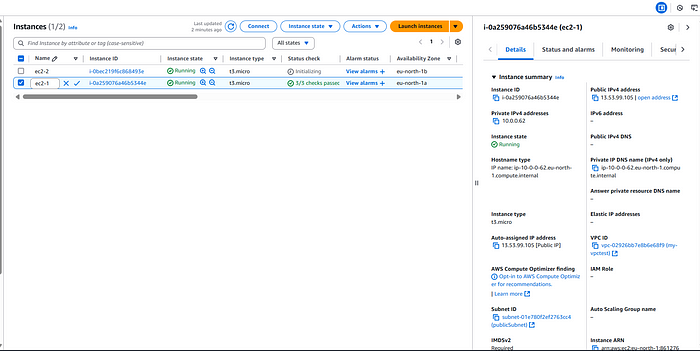 Instances (1/2) Info
Last updated
2 minutes ago
Connect
Instance state
Actions
Launch instances
Find Instance by attribute or tag (case-sensitive)
All states
1
Name Instance ID Instance state Instance type Status check Alarm status Availability Zone
ec2-2 i-0bec219f6c868493e Running t3.micro Initializing View alarms + eu-north-1b
ec2-1 i-0a259076a46b5344e Running t3.micro 3/3 checks passec View alarms + eu-north-1a
i-0a259076a46b5344e (ec2-1)
Details Status and alarms Monitoring Secu
Instance summary Info
Instance ID
i-0a259076a46b5344e
Public IPv4 address
13.53.99.105 | open address
Private IPv4 addresses
10.0.0.62
IPv6 address
–
Instance state
Running
Public IPv4 DNS
–
Hostname type
IP name: ip-10-0-0-62.eu-north-
1.compute.internal
Private IP DNS name (IPv4 only)
ip-10-0-0-62.eu-north-1.compu
te.internal
Answer private resource DNS name
–
Instance type
t3.micro
Elastic IP addresses
–
Auto-assigned IP address
13.53.99.105 [Public IP]
VPC ID
vpc-02926bb7e8b6e68f9 (my-
vpctest)
AWS Compute Optimizer finding
Opt-in to AWS Compute Optimizer
for recommendations.
| Learn more
IAM Role
–
Subnet ID
subnet-01e780f2ef2763cc4
(publicSubnet)
Auto Scaling Group name
–
IMDSv2
Required
Instance ARN
arn:aws:ec2:eu-north-1:861276